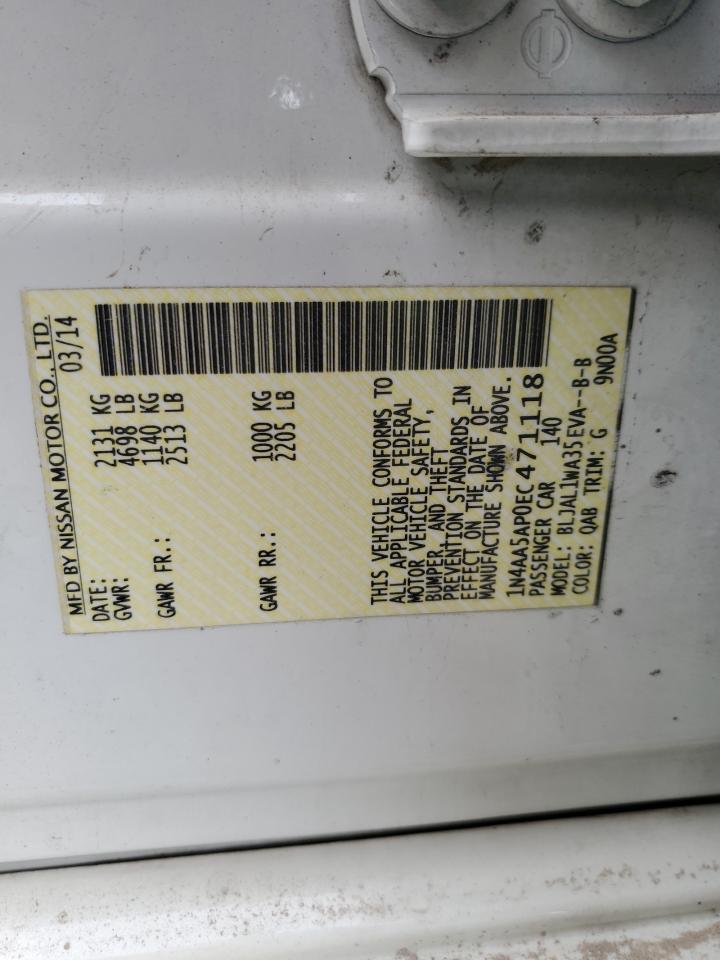 MFD BY NISSAN MOTOR CO., LTD.
DATE: 03/14
GVWR: 2131 KG
4698 LB
GAWR FR.: 1140 KG
2513 LB
GAWR RR.: 1000 KG
2205 LB
THIS VEHICLE CONFORMS TO
ALL APPLICABLE FEDERAL
MOTOR VEHICLE SAFETY,
BUMPER, AND THEFT
PREVENTION STANDARDS IN
EFFECT ON THE DATE OF
MANUFACTURE SHOWN ABOVE.
1N4AA5AP0EC471118
PASSENGER CAR 140
MODEL: BLJAL1WA35EVA--B-B
COLOR: QAB TRIM: G 9N00A